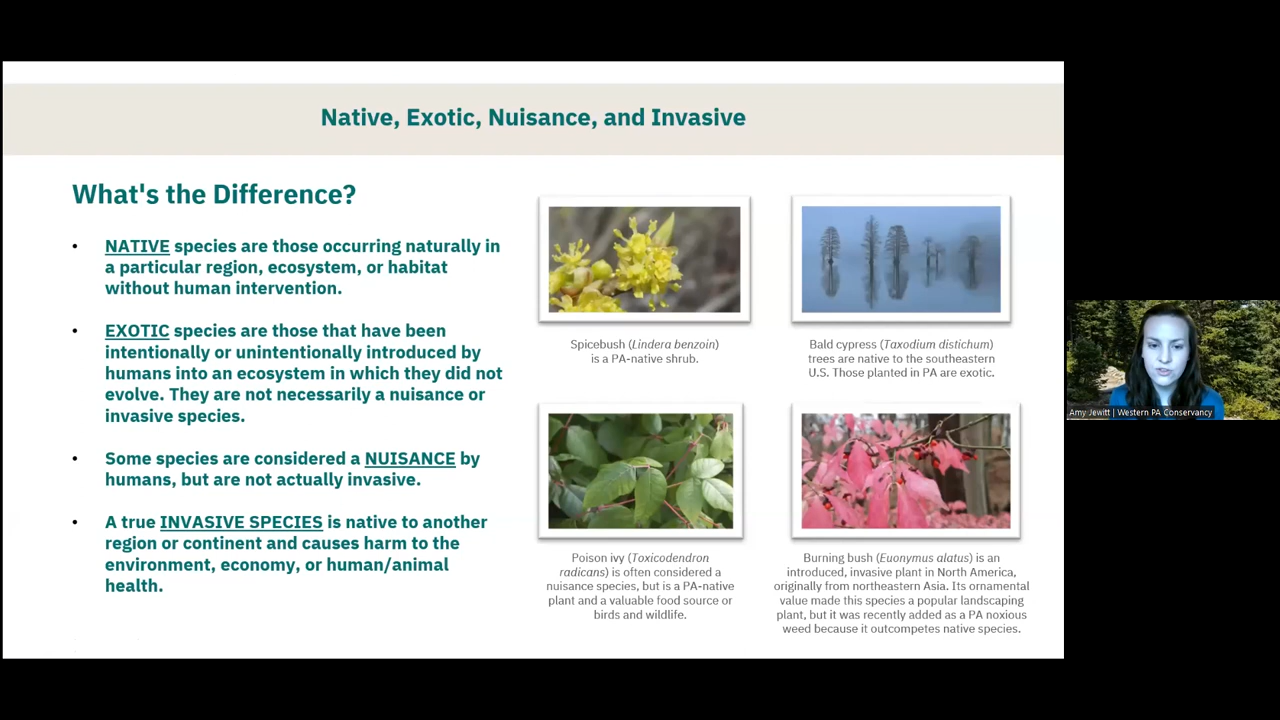 Native, Exotic, Nuisance, and Invasive
What's the Difference?
• NATIVE species are those occurring naturally in
a particular region, ecosystem, or habitat
without human intervention.
• EXOTIC species are those that have been
intentionally or unintentionally introduced by
humans into an ecosystem in which they did not
evolve. They are not necessarily a nuisance or
invasive species.
• Some species are considered a NUISANCE by
humans, but are not actually invasive.
• A true INVASIVE SPECIES is native to another
region or continent and causes harm to the
environment, economy, or human/animal
health.
Spicebush (Lindera benzoin)
is a PA-native shrub.
Bald cypress (Taxodium distichum)
trees are native to the southeastern
U.S. Those planted in PA are exotic.
Poison ivy (Toxicodendron
radicans) is often considered a
nuisance species, but is a PA-native
plant and a valuable food source or
birds and wildlife.
Burning bush (Euonymus alatus) is an
introduced, invasive plant in North America,
originally from northeastern Asia. Its ornamental
value made this species a popular landscaping
plant, but it was recently added as a PA noxious
weed because it outcompetes native species.
Amy Jewitt | Western PA Conservancy